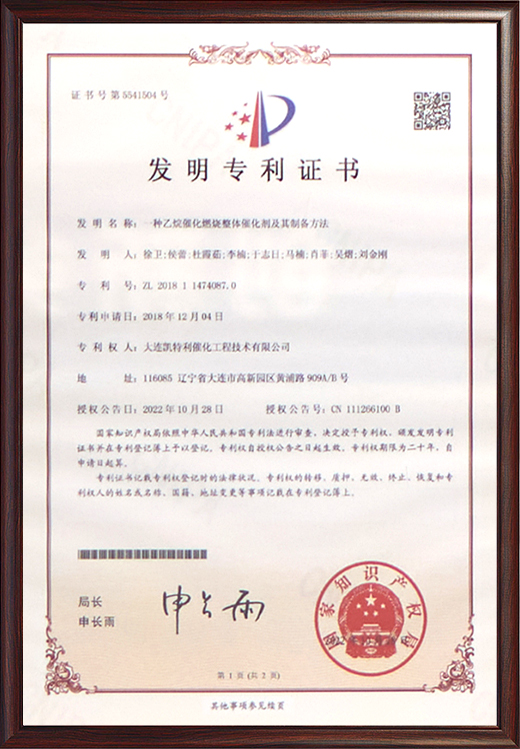 证书号第5541504号
发明专利证书
发明名称：一种乙烷催化燃烧整体催化剂及其制备方法
发明人：徐卫;侯蕾;杜霞茹;李楠;于志日;马楠;肖菲;吴熠;刘金刚
专利号：ZL 2018 1 1474087.0
专利申请日：2018年12月04日
专利权人：大连凯特利催化工程技术有限公司
地址：116085 辽宁省大连市高新园区黄浦路909A/B号
授权公告日：2022年10月28日 授权公告号：CN 111266100 B
国家知识产权局依照中华人民共和国专利法进行审查，决定授予专利权，颁发发明专利
证书并在专利登记簿上予以登记。专利权自授权公告之日起生效。专利权期限为二十年，自
申请日起算。
专利证书记载专利权登记时的法律状况。专利权的转移、质押、无效、终止、恢复和专
利权人的姓名或名称、国籍、地址变更等事项记载在专利登记簿上。
局长
申长雨
申长雨
国家知识产权局
第1页(共2页)
其他事项参见续页